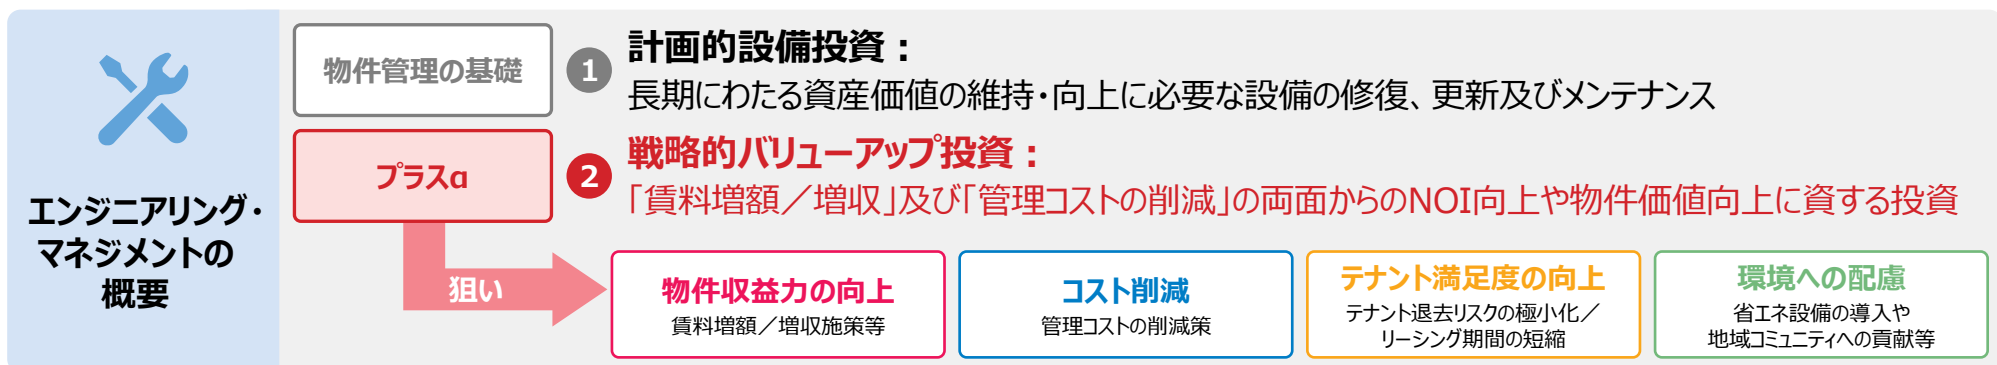 エンジニアリング・
マネジメントの
概要
物件管理の基礎
1
計画的設備投資：
長期にわたる資産価値の維持・向上に必要な設備の修復、更新及びメンテナンス
プラスα
2
戦略的バリューアップ投資：
「賃料増額／増収」及び「管理コストの削減」の両面からのNOI向上や物件価値向上に資する投資
狙い
物件収益力の向上
賃料増額／増収施策等
コスト削減
管理コストの削減策
テナント満足度の向上
テナント退去リスクの極小化／
リーシング期間の短縮
環境への配慮
省エネ設備の導入や
地域コミュニティへの貢献等